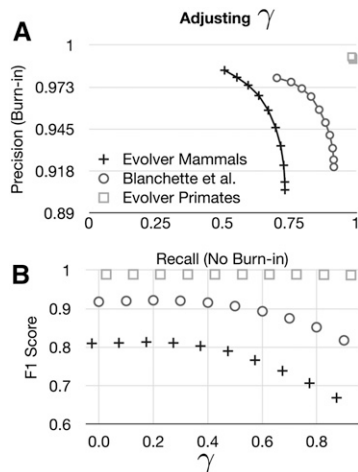 A
Adjusting γ
Precision (Burn-in)
1
0.973
0.945
0.918
0.89
Evolver Mammals
Blanchette et al.
Evolver Primates
0 0.25 0.5 0.75 1
Recall (No Burn-in)
B
F1 Score
1
0.9
0.8
0.7
0.6
0.0 0.2 0.4 0.6 0.8
γ